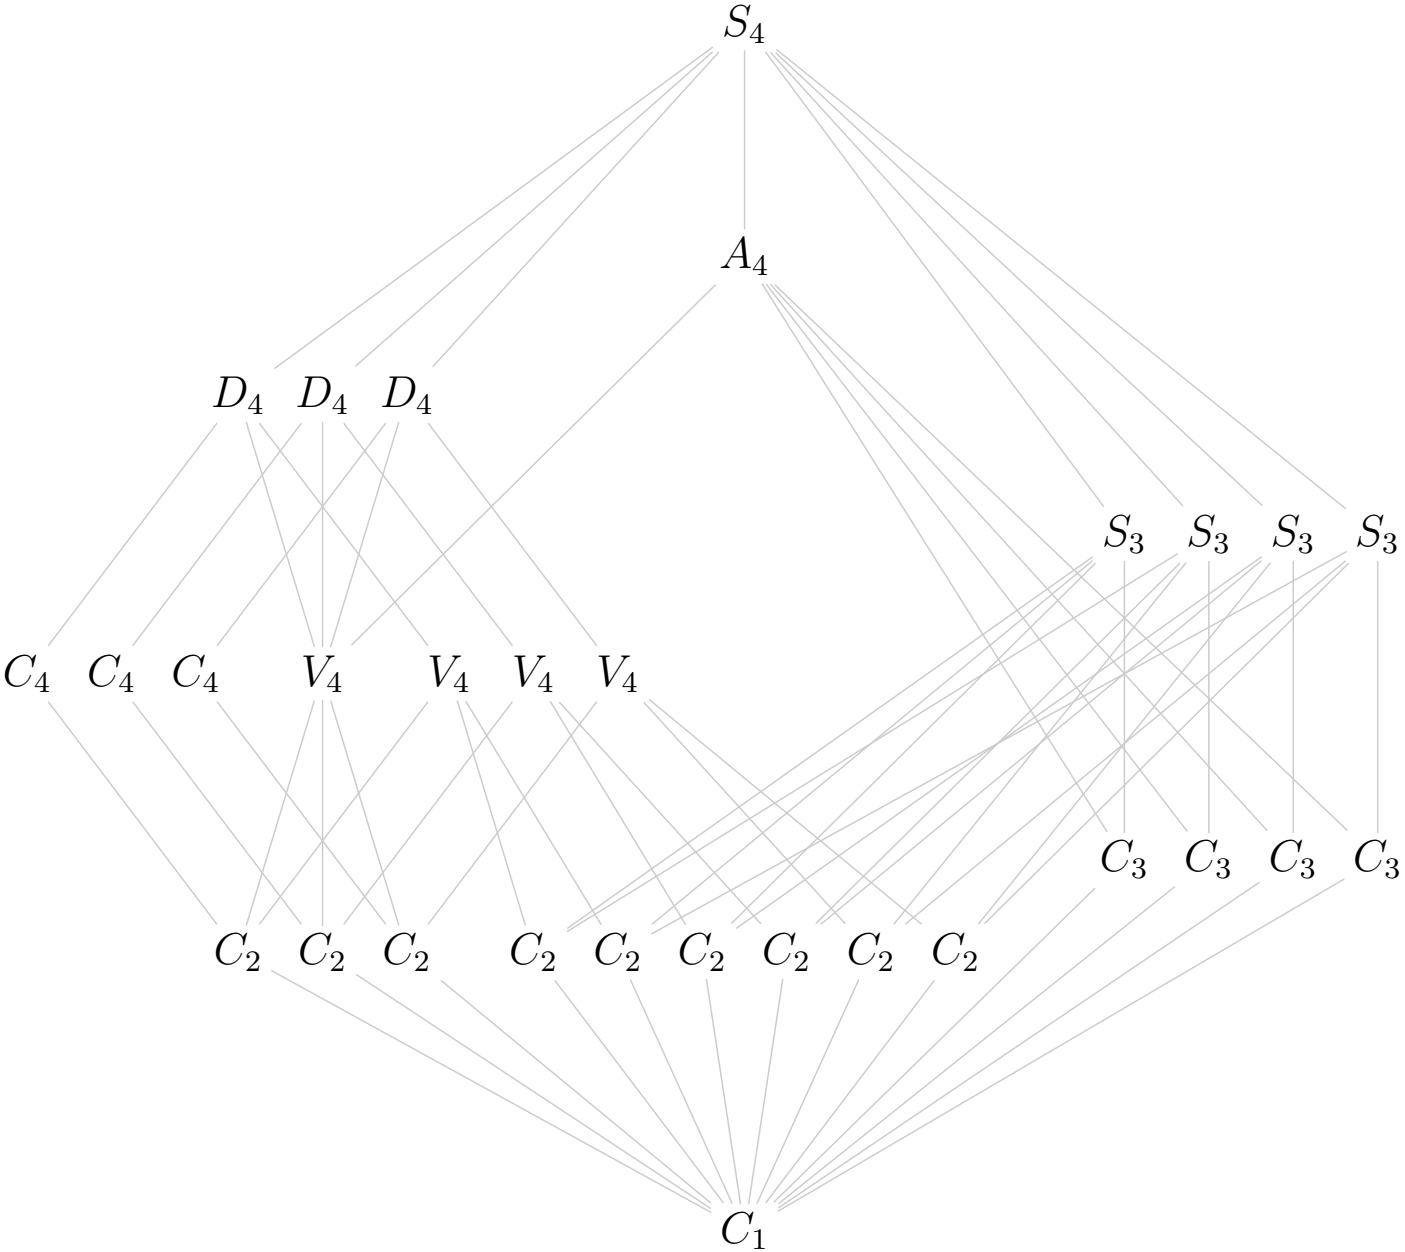 S₄
A₄
D₄ D₄ D₄
S₃ S₃ S₃ S₃
C₄ C₄ C₄ V₄ V₄ V₄ V₄
C₃ C₃ C₃ C₃
C₂ C₂ C₂ C₂ C₂ C₂ C₂ C₂ C₂
C₁